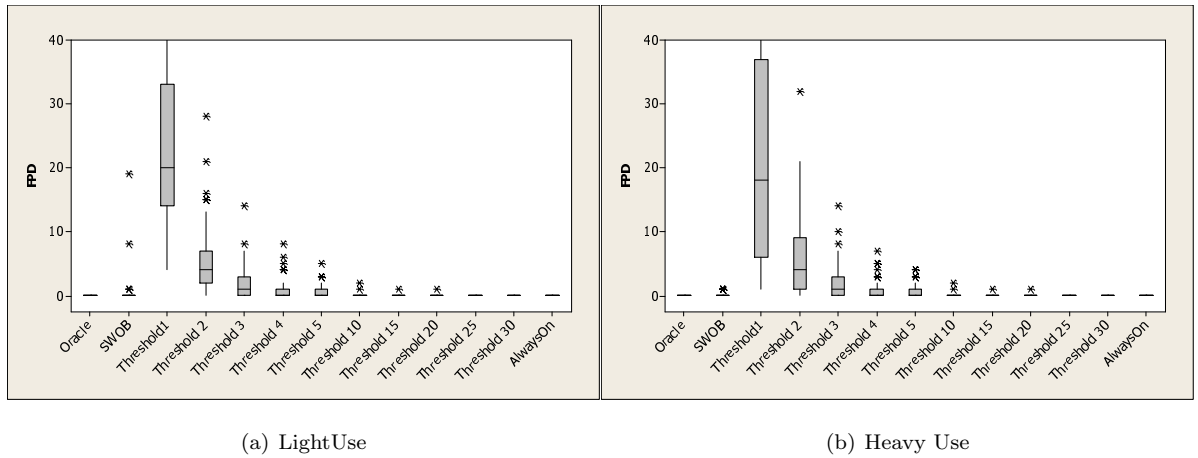 40
30
20
10
0
FPD
Oracle
SWOB
Threshold1
Threshold 2
Threshold 3
Threshold 4
Threshold 5
Threshold 10
Threshold 15
Threshold 20
Threshold 25
Threshold 30
AlwaysOn
(a) LightUse
40
30
20
10
0
FPD
Oracle
SWOB
Threshold1
Threshold 2
Threshold 3
Threshold 4
Threshold 5
Threshold 10
Threshold 15
Threshold 20
Threshold 25
Threshold 30
AlwaysOn
(b) Heavy Use